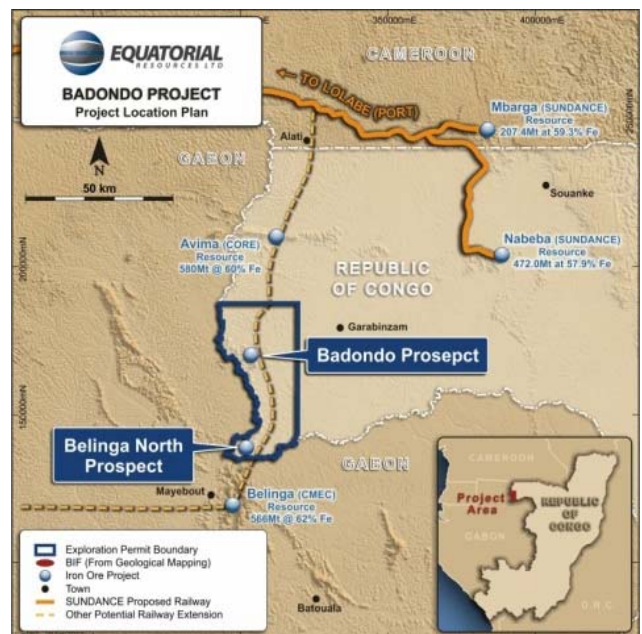 EQUATORIAL
RESOURCES LTD
BADONDO PROJECT
Project Location Plan
N
50 km
350000mE
400000mE
250000mN
200000mN
150000mN
CAMEROON
TO LOLABE (PORT)
Mbarga (SUNDANCE)
Resource
207.4Mt at 59.3% Fe
Alati
GABON
Souanke
Avima (CORE)
Resource
580Mt @ 60% Fe
Nabeba (SUNDANCE)
472.0Mt at 57.9% Fe
REPUBLIC
OF CONGO
Garabinzam
Badondo Prosepct
Belinga North
Prospect
GABON
Mayebout
Belinga (CMEC)
Resource
566Mt @ 62% Fe
Batouala
Exploration Permit Boundary
BIF (From Geological Mapping)
Iron Ore Project
Town
SUNDANCE Proposed Railway
Other Potential Railway Extension
CAMEROON
Project
Area
REPUBLIC
OF
CONGO
GABON
D.R.C.